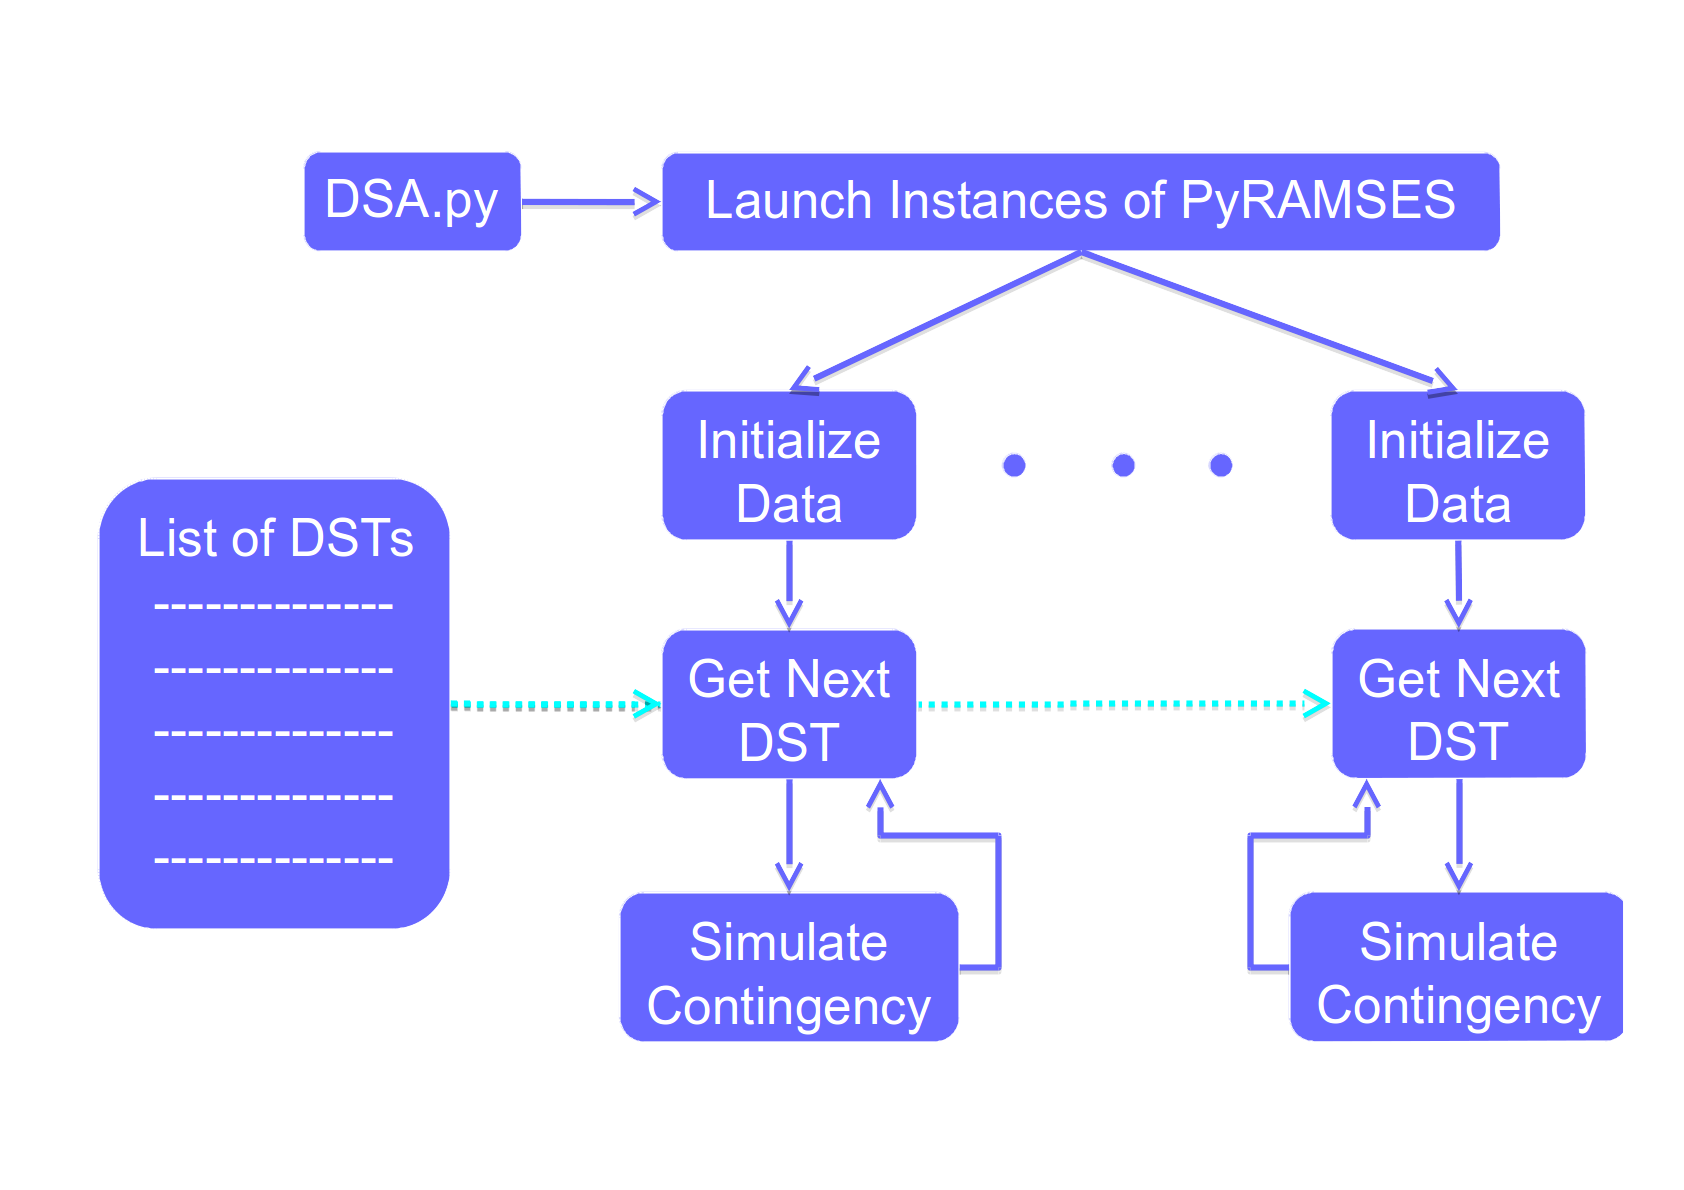 DSA.py
Launch Instances of PyRAMSES
Initialize
Data
Initialize
Data
List of DSTs
--------------
--------------
--------------
--------------
--------------
Get Next
DST
Get Next
DST
Simulate
Contingency
Simulate
Contingency